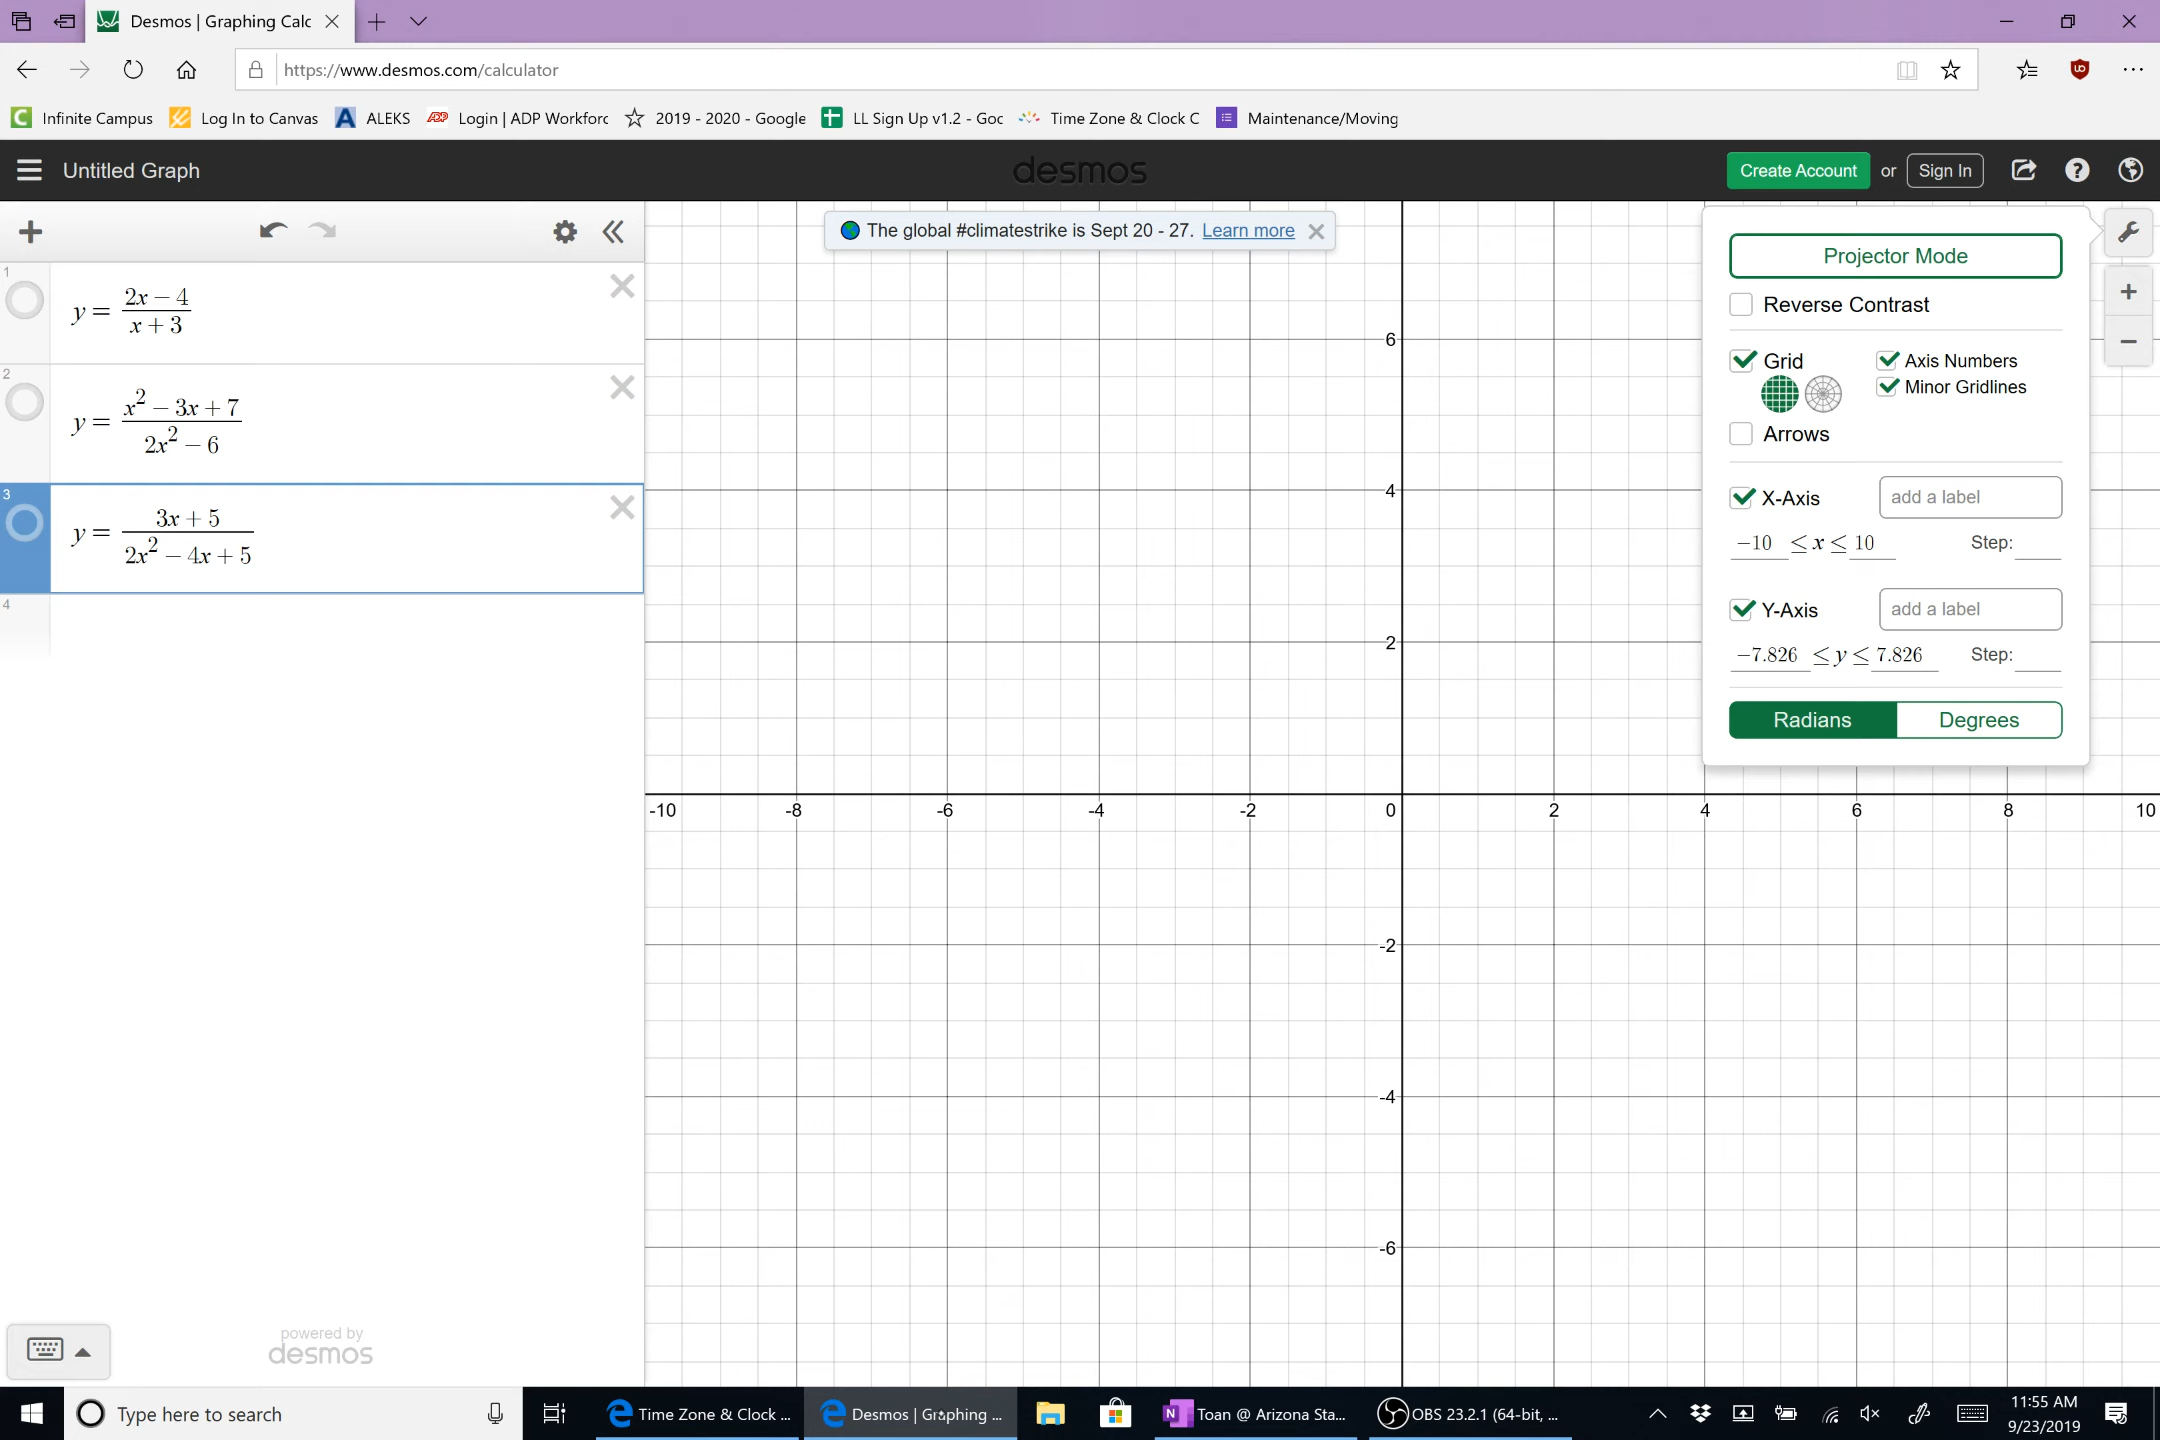 Desmos | Graphing Calc
https://www.desmos.com/calculator
Infinite Campus Log In to Canvas ALEKS Login | ADP Workforc 2019 - 2020 - Google LL Sign Up v1.2 - Goc Time Zone & Clock C Maintenance/Moving
Untitled Graph desmos Create Account or Sign In
The global #climatestrike is Sept 20 - 27. Learn more
1
y = (2x − 4)/(x + 3)
2
y = (x² − 3x + 7)/(2x² − 6)
3
y = (3x + 5)/(2x² − 4x + 5)
4
powered by
desmos
6
4
2
-10 -8 -6 -4 -2 0 2 4 6 8 10
-2
-4
-6
Projector Mode
Reverse Contrast
Grid Axis Numbers
Minor Gridlines
Arrows
X-Axis add a label
−10 ≤ x ≤ 10 Step:
Y-Axis add a label
−7.826 ≤ y ≤ 7.826 Step:
Radians Degrees
Type here to search Time Zone & Clock ... Desmos | Graphing ... Toan @ Arizona Sta... OBS 23.2.1 (64-bit, ...
11:55 AM
9/23/2019